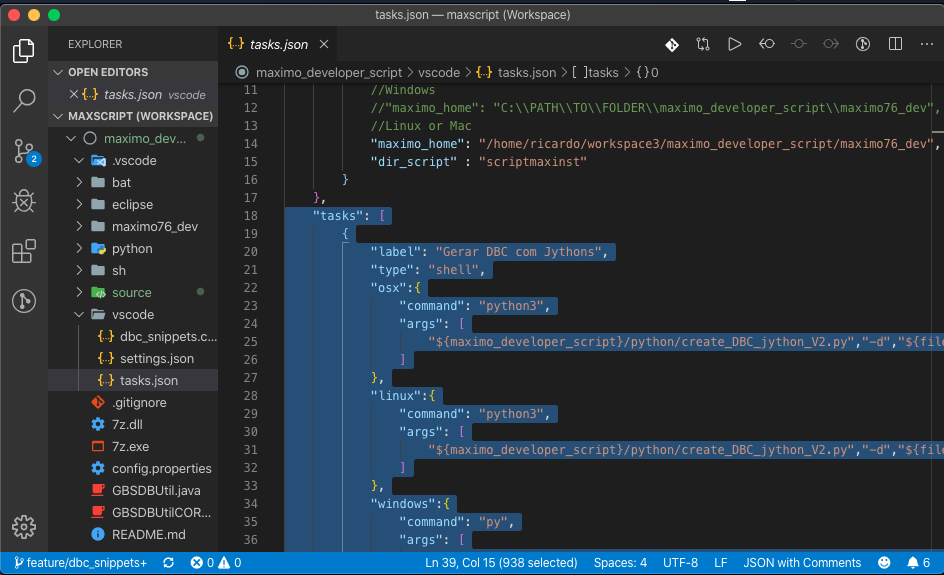 tasks.json — maxscript (Workspace)
EXPLORER
OPEN EDITORS
{..} tasks.json vscode
MAXSCRIPT (WORKSPACE)
maximo_dev...
.vscode
bat
eclipse
maximo76_dev
python
sh
source
vscode
{..} dbc_snippets.c...
{..} settings.json
{..} tasks.json
.gitignore
7z.dll
7z.exe
config.properties
GBSDBUtil.java
GBSDBUtilCOR...
README.md
2
{..} tasks.json
maximo_developer_script > vscode > {..} tasks.json > [ ] tasks > { } 0
11 //Windows
12 //"maximo_home": "C:\\PATH\\TO\\FOLDER\\maximo_developer_script\\maximo76_dev",
13 //Linux or Mac
14 "maximo_home": "/home/ricardo/workspace3/maximo_developer_script/maximo76_dev",
15 "dir_script" : "scriptmaxinst"
16 }
17 },
18 "tasks": [
19 {
20 "label": "Gerar DBC com Jythons",
21 "type": "shell",
22 "osx":{
23 "command": "python3",
24 "args": [
25 "${maximo_developer_script}/python/create_DBC_jython_V2.py","-d","${file
26 ]
27 },
28 "linux":{
29 "command": "python3",
30 "args": [
31 "${maximo_developer_script}/python/create_DBC_jython_V2.py","-d","${file
32 ]
33 },
34 "windows":{
35 "command": "py",
36 "args": [
feature/dbc_snippets+ 0 0 Ln 39, Col 15 (938 selected) Spaces: 4 UTF-8 LF JSON with Comments 6